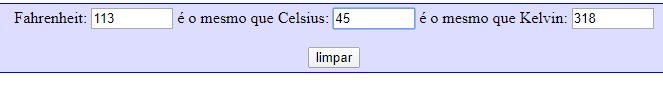 Fahrenheit: 113 é o mesmo que Celsius: 45 é o mesmo que Kelvin: 318
limpar